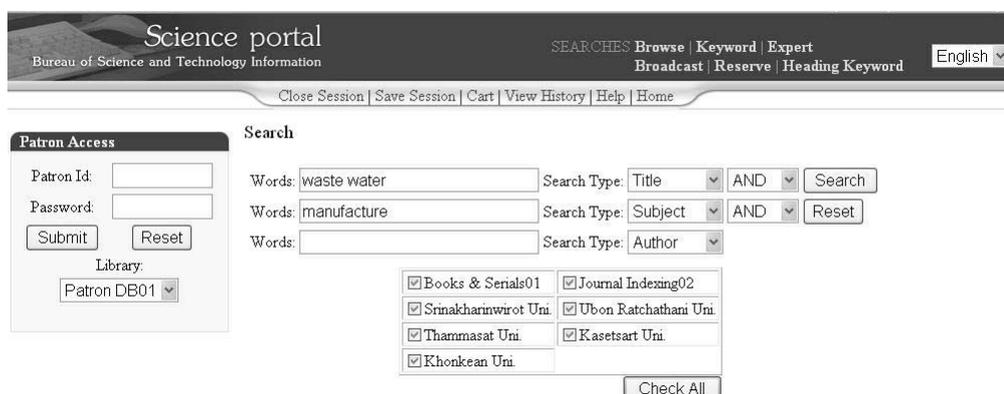 Science portal
Bureau of Science and Technology Information
SEARCHES Browse | Keyword | Expert
Broadcast | Reserve | Heading Keyword
English
Close Session | Save Session | Cart | View History | Help | Home
Patron Access
Patron Id:
Password:
Submit Reset
Library:
Patron DB01
Search
Words: waste water Search Type: Title AND Search
Words: manufacture Search Type: Subject AND Reset
Words: Search Type: Author
Books & Serials01 Journal Indexing02
Srinakharinwirot Uni. Ubon Ratchathani Uni.
Thammasat Uni. Kasetsart Uni.
Khonkean Uni.
Check All